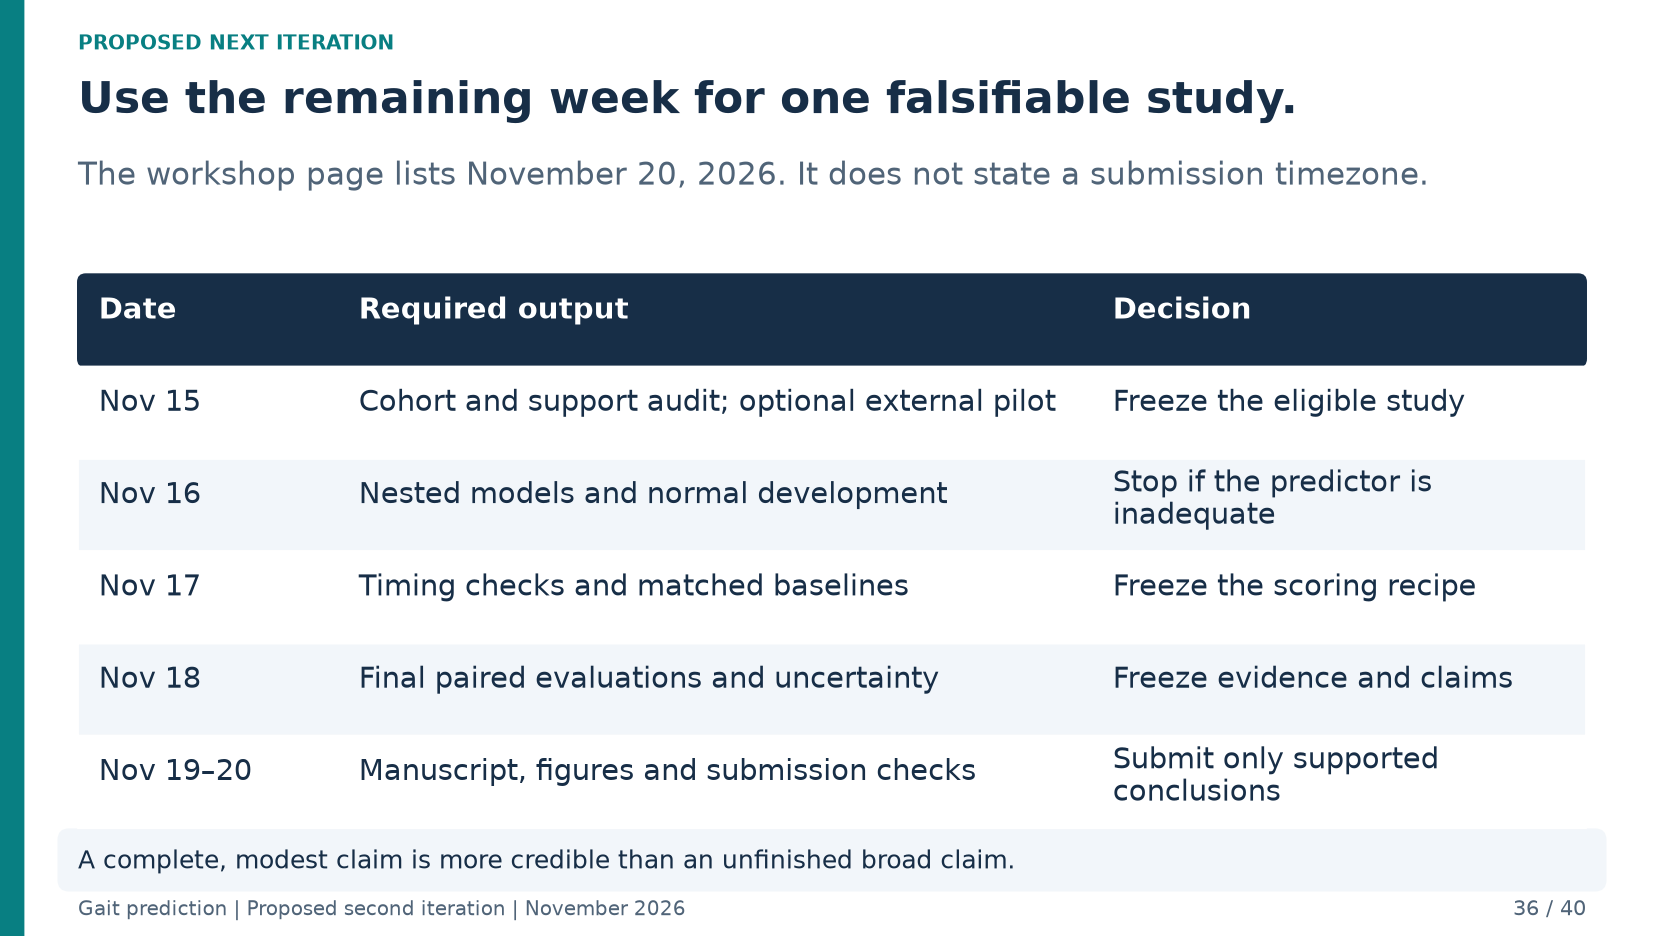 PROPOSED NEXT ITERATION
Use the remaining week for one falsifiable study.
The workshop page lists November 20, 2026. It does not state a submission timezone.
Date Required output Decision
Nov 15 Cohort and support audit; optional external pilot Freeze the eligible study
Nov 16 Nested models and normal development Stop if the predictor is
inadequate
Nov 17 Timing checks and matched baselines Freeze the scoring recipe
Nov 18 Final paired evaluations and uncertainty Freeze evidence and claims
Nov 19–20 Manuscript, figures and submission checks Submit only supported
conclusions
A complete, modest claim is more credible than an unfinished broad claim.
Gait prediction | Proposed second iteration | November 2026 36 / 40